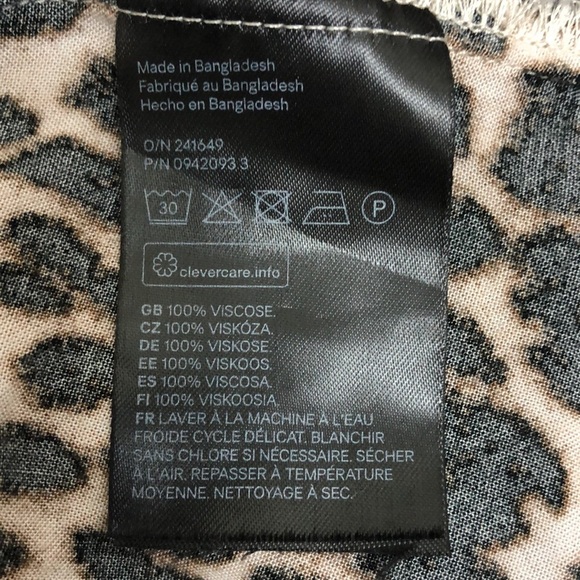 Made in Bangladesh
Fabriqué au Bangladesh
Hecho en Bangladesh
O/N 241649
P/N 0942093 3
30 P
clevercare.info
GB 100% VISCOSE.
CZ 100% VISKÓZA.
DE 100% VISKOSE.
EE 100% VISKOOS.
ES 100% VISCOSA.
FI 100% VISKOOSIA.
FR LAVER À LA MACHINE À L'EAU
FROIDE CYCLE DÉLICAT. BLANCHIR
SANS CHLORE SI NÉCESSAIRE. SÉCHER
À L'AIR. REPASSER À TEMPÉRATURE
MOYENNE. NETTOYAGE À SEC.